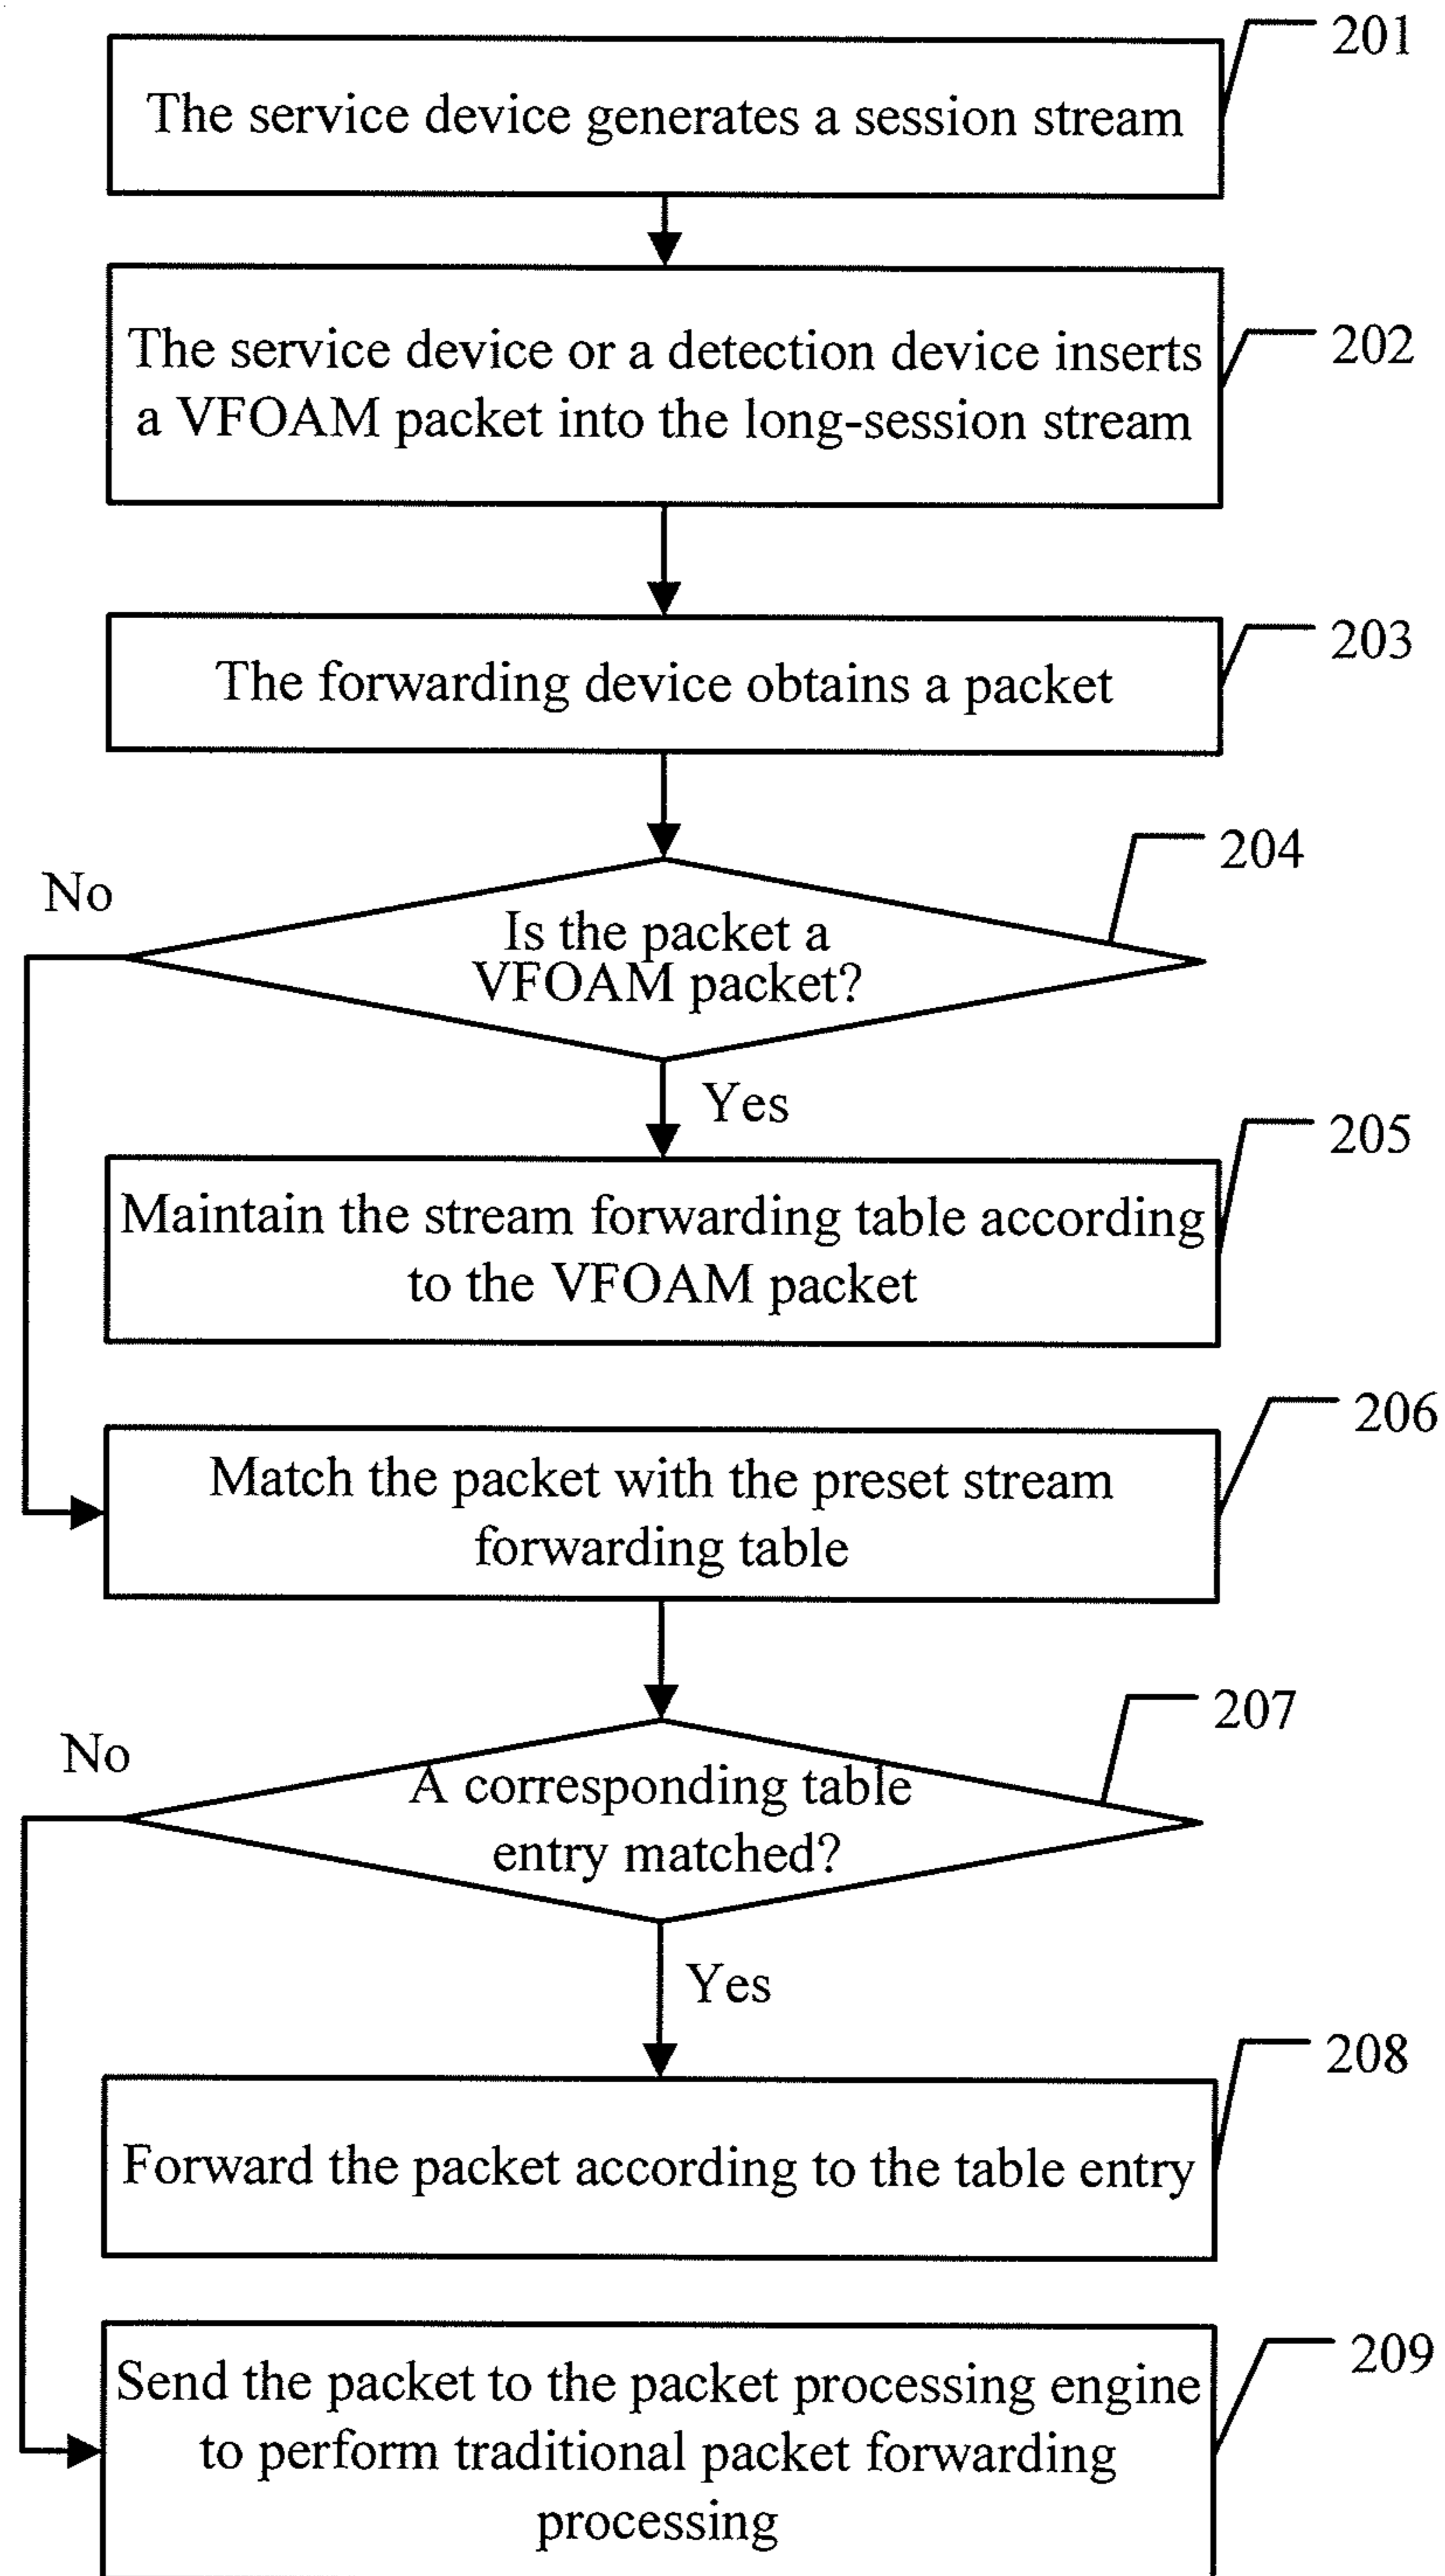 201
The service device generates a session stream
202
The service device or a detection device inserts
a VFOAM packet into the long-session stream
203
The forwarding device obtains a packet
204
No
Is the packet a
VFOAM packet?
Yes
205
Maintain the stream forwarding table according
to the VFOAM packet
206
Match the packet with the preset stream
forwarding table
207
No
A corresponding table
entry matched?
Yes
208
Forward the packet according to the table entry
209
Send the packet to the packet processing engine
to perform traditional packet forwarding
processing